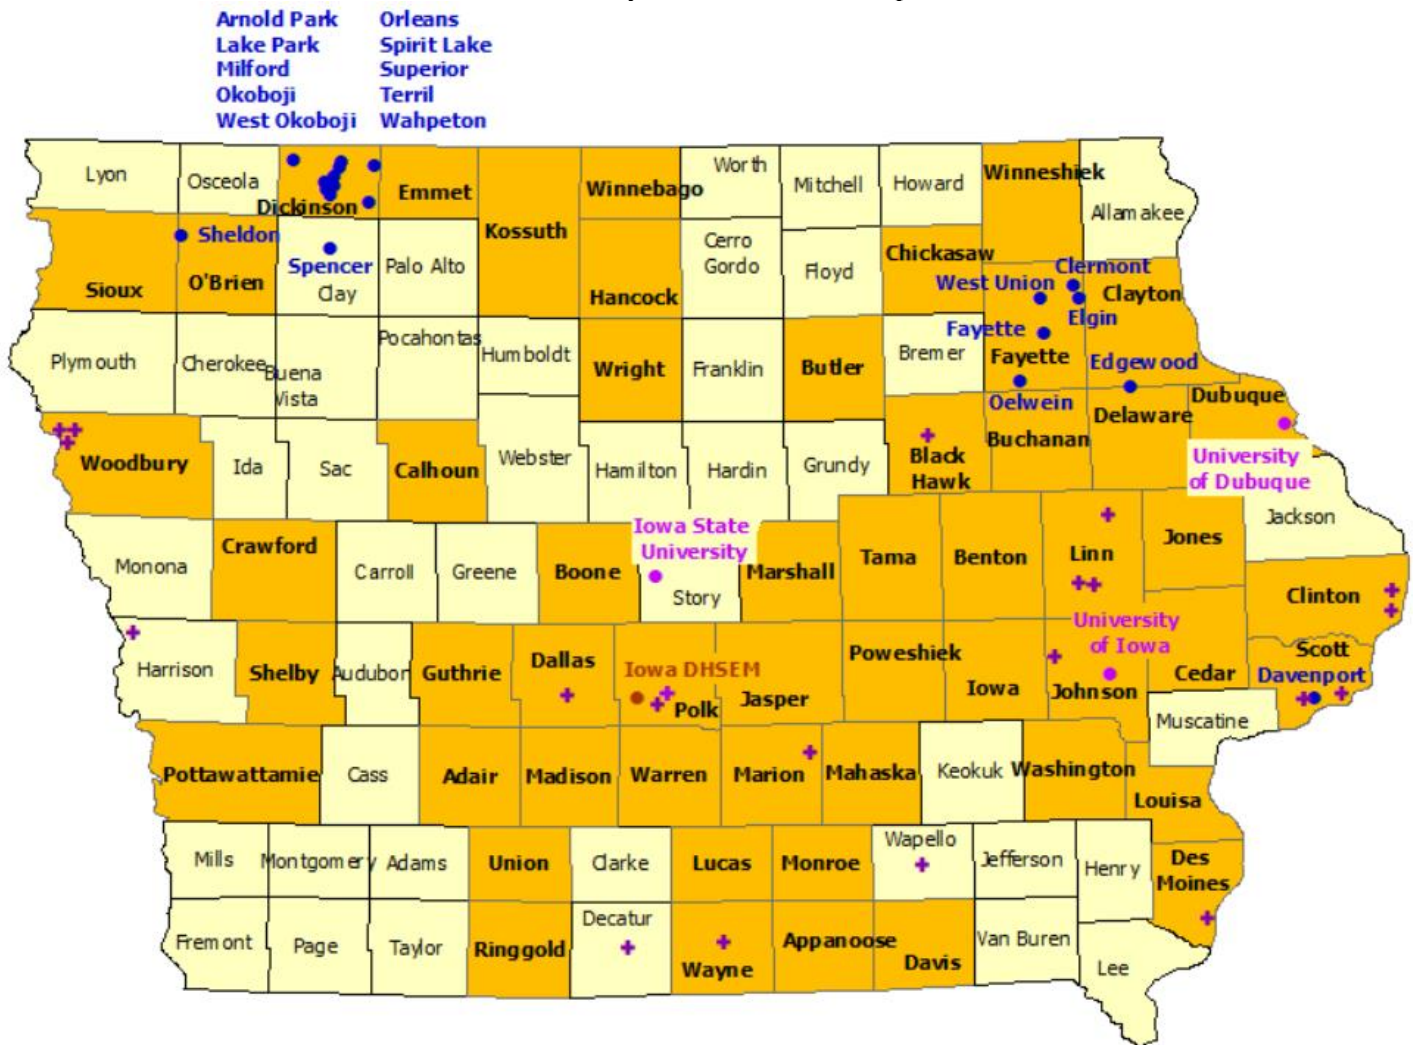 Arnold Park Orleans
Lake Park Spirit Lake
Milford Superior
Okoboji Terril
West Okoboji Wahpeton
Lyon
Osceola
Dickinson
Emmet
Kossuth
Winnebago
Worth
Mitchell
Howard
Winneshiek
Allamakee
Sioux
Sheldon
O'Brien
Spencer
Clay
Palo Alto
Hancock
Cerro
Gordo
Floyd
Chickasaw
West Union
Clermont
Clayton
Elgin
Fayette
Fayette
Edgewood
Oelwein
Plymouth
Cherokee
Buena
Vista
Pocahontas
Humboldt
Wright
Franklin
Butler
Bremer
Dubuque
Delaware
Buchanan
Woodbury
Ida
Sac
Calhoun
Webster
Hamilton
Hardin
Grundy
Black
Hawk
University
of Dubuque
Jackson
Monona
Crawford
Carroll
Greene
Boone
Iowa State
University
Story
Marshall
Tama
Benton
Linn
Jones
Clinton
Harrison
Shelby
Audubon
Guthrie
Dallas
Iowa DHSEM
Polk
Jasper
Poweshiek
Iowa
University
of Iowa
Johnson
Cedar
Scott
Davenport
Muscatine
Pottawattamie
Cass
Adair
Madison
Warren
Marion
Mahaska
Keokuk
Washington
Louisa
Mills
Montgomery
Adams
Union
Clarke
Lucas
Monroe
Wapello
Jefferson
Henry
Des
Moines
Fremont
Page
Taylor
Ringgold
Decatur
Wayne
Appanoose
Davis
Van Buren
Lee